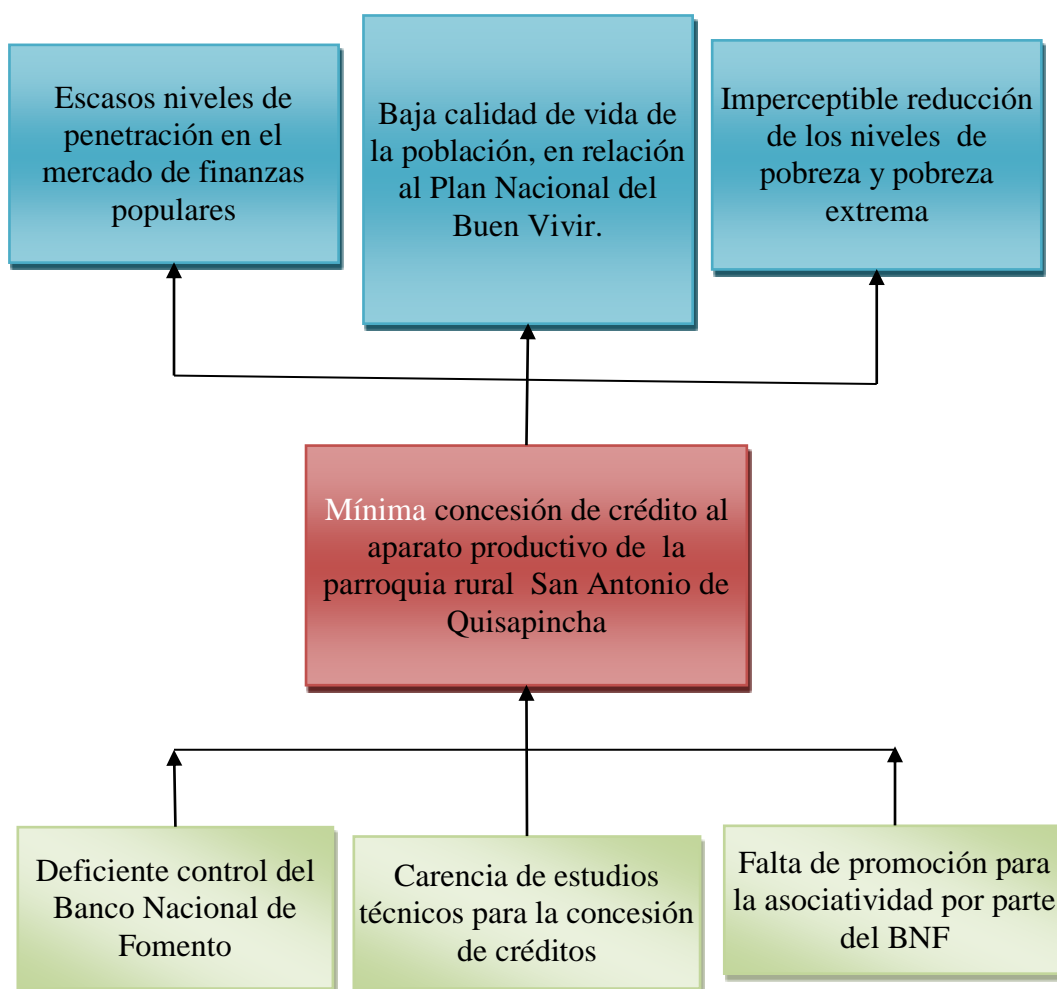 Escasos niveles de
penetración en el
mercado de finanzas
populares
Baja calidad de vida de
la población, en relación
al Plan Nacional del
Buen Vivir.
Imperceptible reducción
de los niveles de
pobreza y pobreza
extrema
Mínima concesión de crédito al
aparato productivo de la
parroquia rural San Antonio de
Quisapincha
Deficiente control del
Banco Nacional de
Fomento
Carencia de estudios
técnicos para la concesión
de créditos
Falta de promoción para
la asociatividad por parte
del BNF